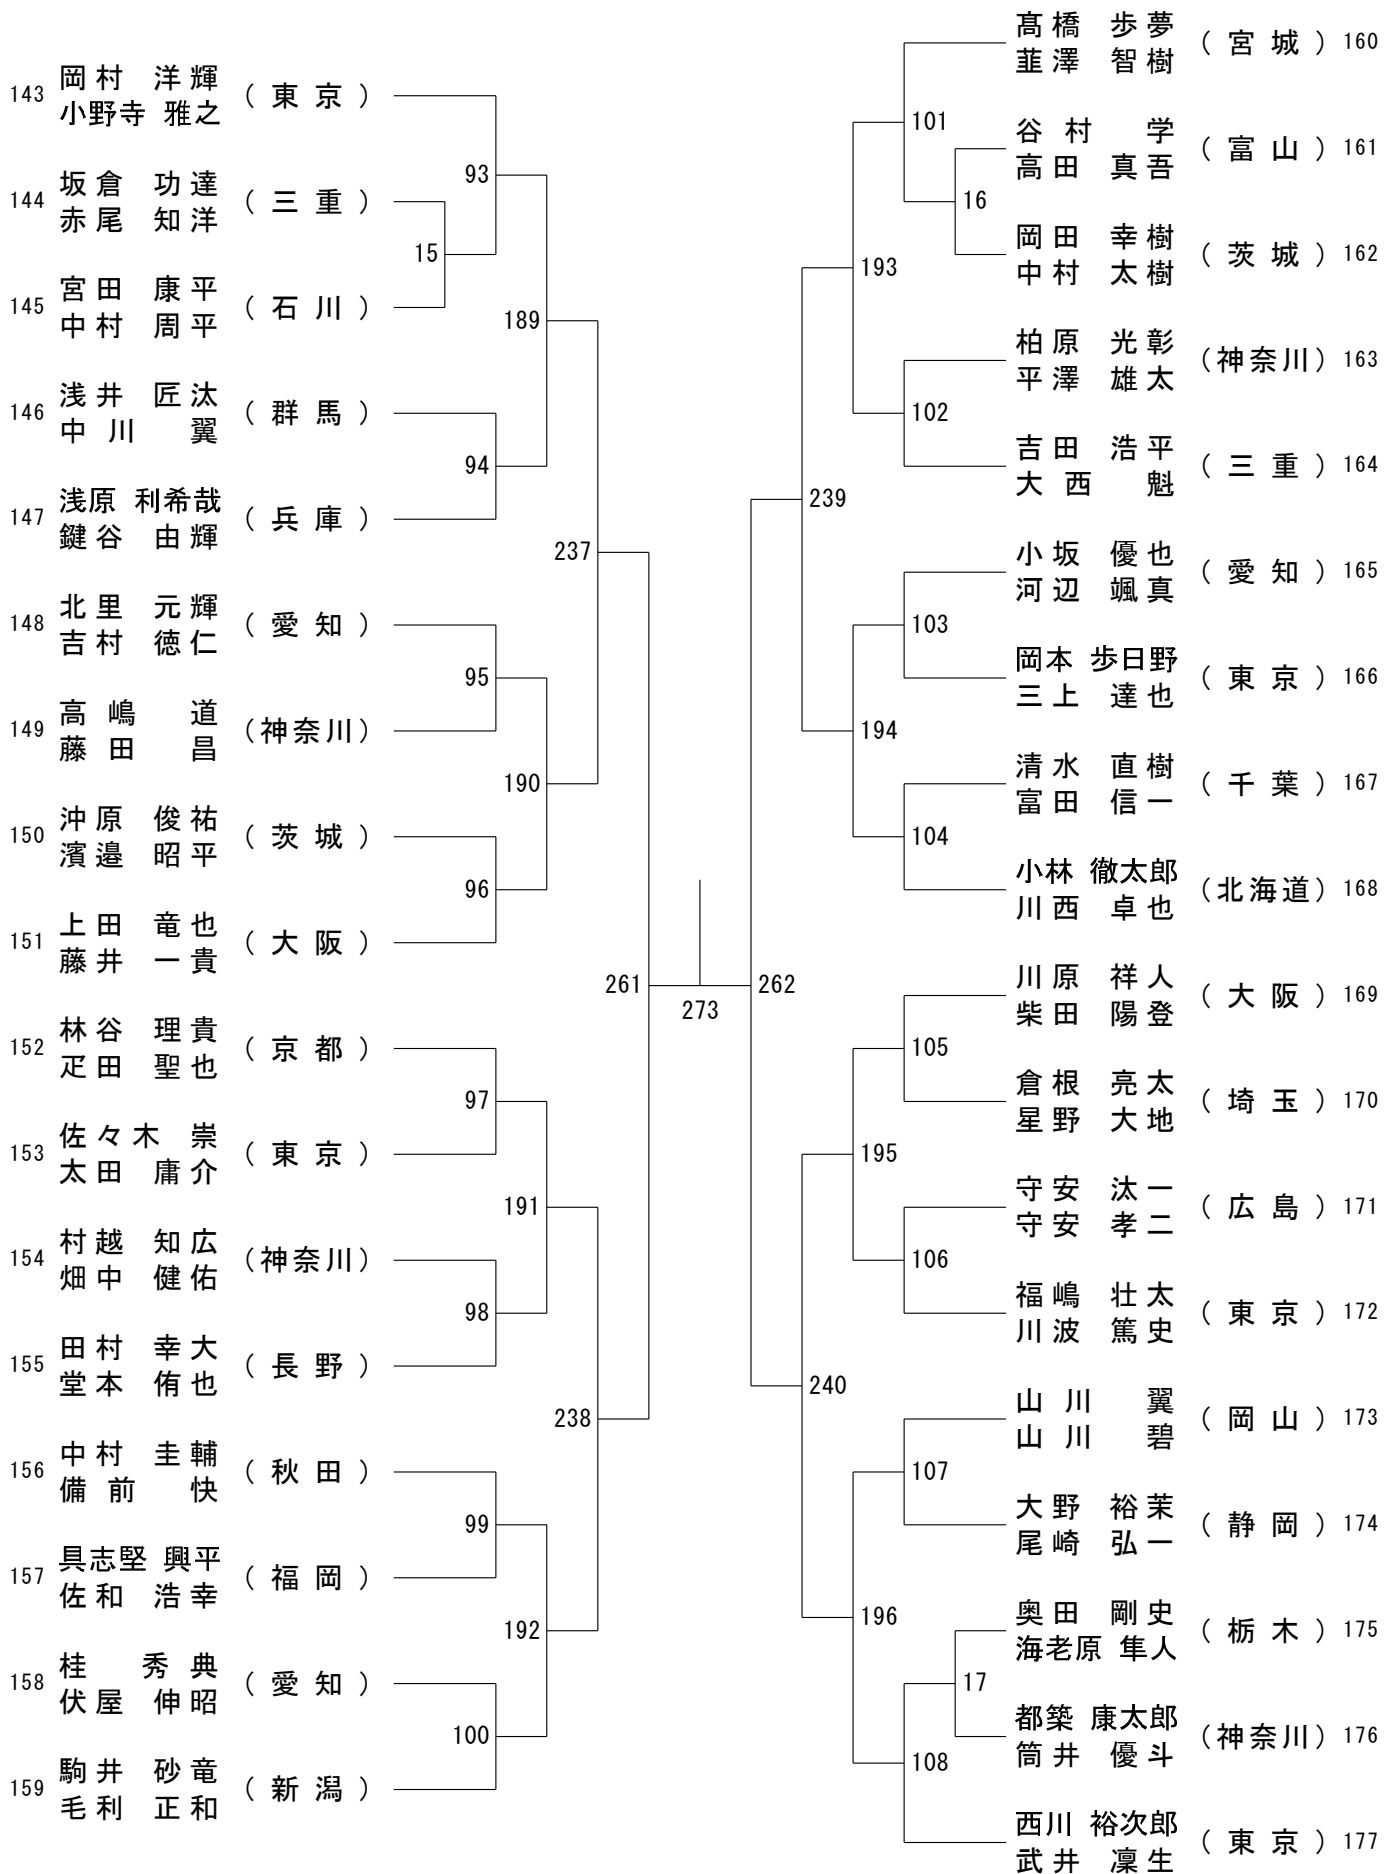 143 岡村 洋輝 (東京)
小野寺 雅之
144 坂倉 功達 (三重)
赤尾 知洋
145 宮田 康平 (石川)
中村 周平
146 浅井 匠汰 (群馬)
中川 翼
147 浅原 利希哉 (兵庫)
鍵谷 由輝
148 北里 元輝 (愛知)
吉村 徳仁
149 高嶋 道 (神奈川)
藤田 昌
150 沖原 俊祐 (茨城)
濱邉 昭平
151 上田 竜也 (大阪)
藤井 一貴
152 林谷 理貴 (京都)
疋田 聖也
153 佐々木 崇 (東京)
太田 庸介
154 村越 知広 (神奈川)
畑中 健佑
155 田村 幸大 (長野)
堂本 侑也
156 中村 圭輔 (秋田)
備前 快
157 具志堅 興平 (福岡)
佐和 浩幸
158 桂 秀典 (愛知)
伏屋 伸昭
159 駒井 砂竜 (新潟)
毛利 正和
15
93
94
95
96
97
98
99
100
189
190
191
192
237
238
261
273
262
239
240
193
194
195
196
101
102
103
104
105
106
107
108
16
17
髙橋 歩夢 (宮城) 160
韮澤 智樹
谷村 学 (富山) 161
高田 真吾
岡田 幸樹 (茨城) 162
中村 太樹
柏原 光彰 (神奈川) 163
平澤 雄太
吉田 浩平 (三重) 164
大西 魁
小坂 優也 (愛知) 165
河辺 颯真
岡本 歩日野 (東京) 166
三上 達也
清水 直樹 (千葉) 167
富田 信一
小林 徹太郎 (北海道) 168
川西 卓也
川原 祥人 (大阪) 169
柴田 陽登
倉根 亮太 (埼玉) 170
星野 大地
守安 汰一 (広島) 171
守安 孝二
福嶋 壮太 (東京) 172
川波 篤史
山川 翼 (岡山) 173
山川 碧
大野 裕茉 (静岡) 174
尾崎 弘一
奥田 剛史 (栃木) 175
海老原 隼人
都築 康太郎 (神奈川) 176
筒井 優斗
西川 裕次郎 (東京) 177
武井 凜生